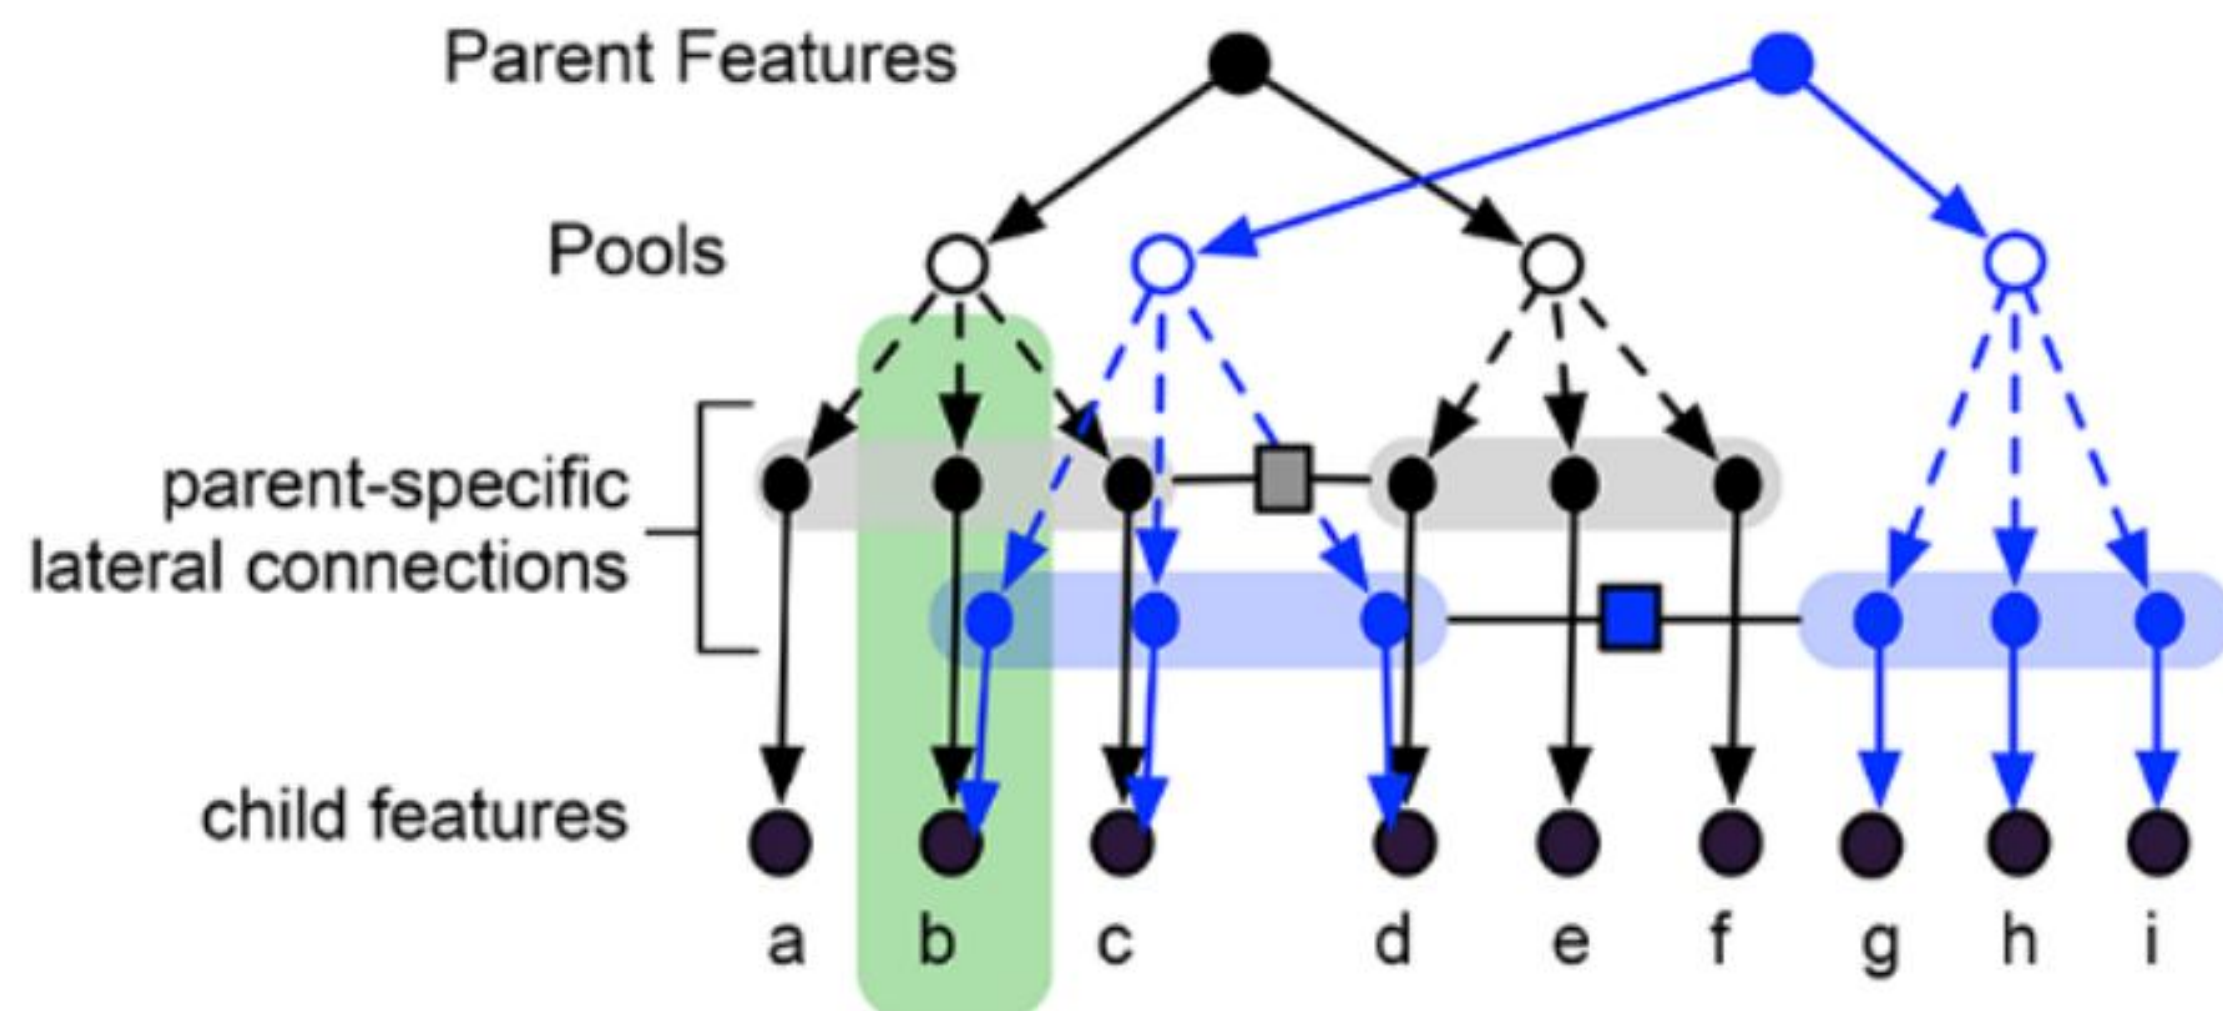 Parent Features
Pools
parent-specific
lateral connections
child features
a b c d e f g h i